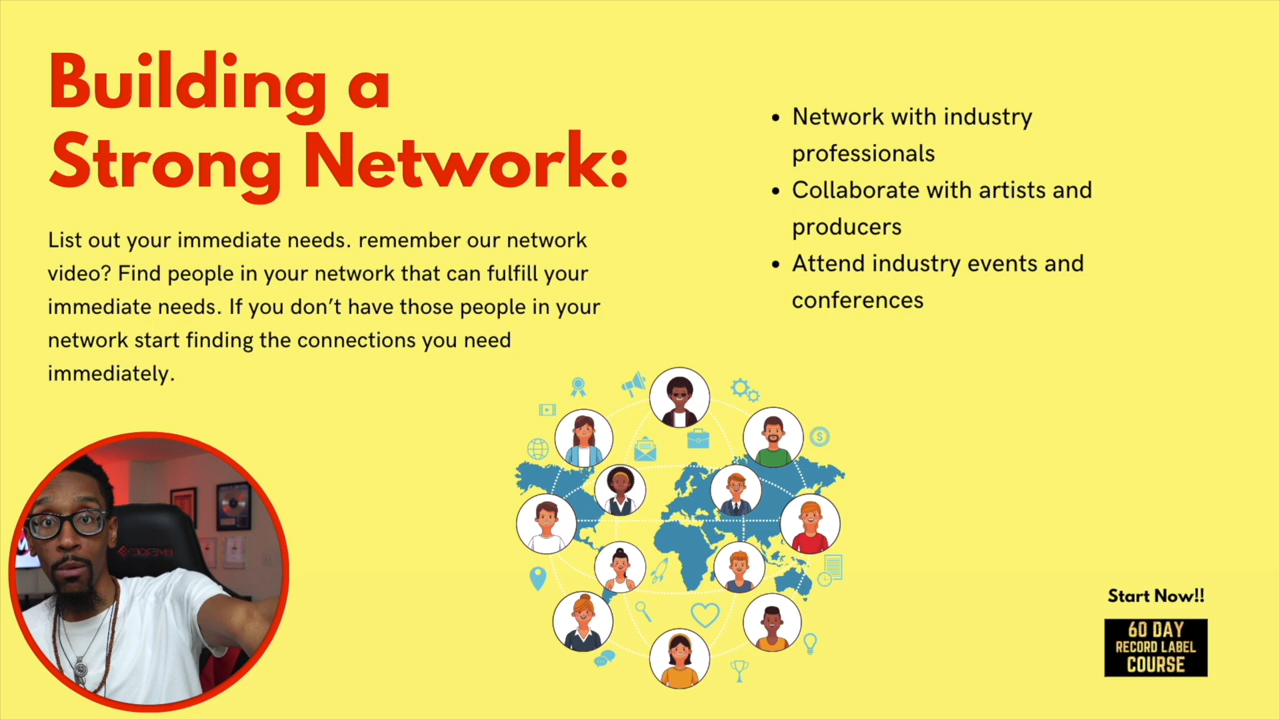 Building a
Strong Network:
List out your immediate needs. remember our network
video? Find people in your network that can fulfill your
immediate needs. If you don’t have those people in your
network start finding the connections you need
immediately.
• Network with industry
professionals
• Collaborate with artists and
producers
• Attend industry events and
conferences
Start Now!!
60 DAY
RECORD LABEL
COURSE